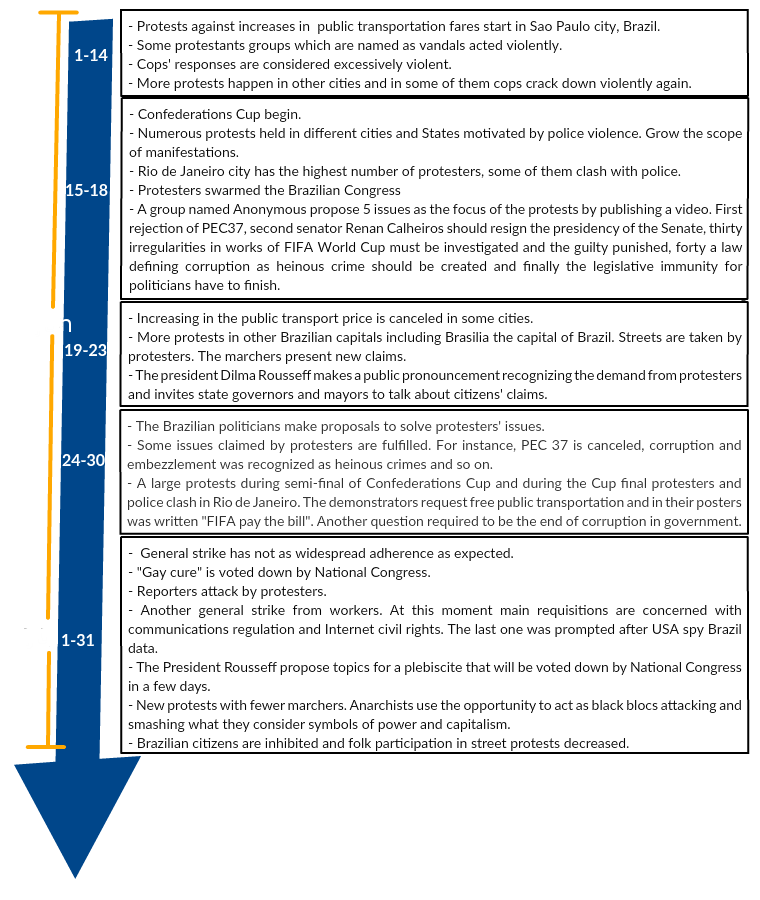 - Protests against increases in public transportation fares start in Sao Paulo city, Brazil.
- Some protestants groups which are named as vandals acted violently.
- Cops' responses are considered excessively violent.
- More protests happen in other cities and in some of them cops crack down violently again.
1-14
- Confederations Cup begin.
- Numerous protests held in different cities and States motivated by police violence. Grow the scope
of manifestations.
- Rio de Janeiro city has the highest number of protesters, some of them clash with police.
- Protesters swarmed the Brazilian Congress
- A group named Anonymous propose 5 issues as the focus of the protests by publishing a video. First
rejection of PEC37, second senator Renan Calheiros should resign the presidency of the Senate, thirty
irregularities in works of FIFA World Cup must be investigated and the guilty punished, forty a law
defining corruption as heinous crime should be created and finally the legislative immunity for
politicians have to finish.
15-18
n
- Increasing in the public transport price is canceled in some cities.
- More protests in other Brazilian capitals including Brasilia the capital of Brazil. Streets are taken by
protesters. The marchers present new claims.
- The president Dilma Rousseff makes a public pronouncement recognizing the demand from protesters
and invites state governors and mayors to talk about citizens' claims.
19-23
- The Brazilian politicians make proposals to solve protesters' issues.
- Some issues claimed by protesters are fulfilled. For instance, PEC 37 is canceled, corruption and
embezzlement was recognized as heinous crimes and so on.
- A large protests during semi-final of Confederations Cup and during the Cup final protesters and
police clash in Rio de Janeiro. The demonstrators request free public transportation and in their posters
was written "FIFA pay the bill". Another question required to be the end of corruption in government.
24-30
- General strike has not as widespread adherence as expected.
- "Gay cure" is voted down by National Congress.
- Reporters attack by protesters.
- Another general strike from workers. At this moment main requisitions are concerned with
communications regulation and Internet civil rights. The last one was prompted after USA spy Brazil
data.
- The President Rousseff propose topics for a plebiscite that will be voted down by National Congress
in a few days.
- New protests with fewer marchers. Anarchists use the opportunity to act as black blocs attacking and
smashing what they consider symbols of power and capitalism.
- Brazilian citizens are inhibited and folk participation in street protests decreased.
1-31